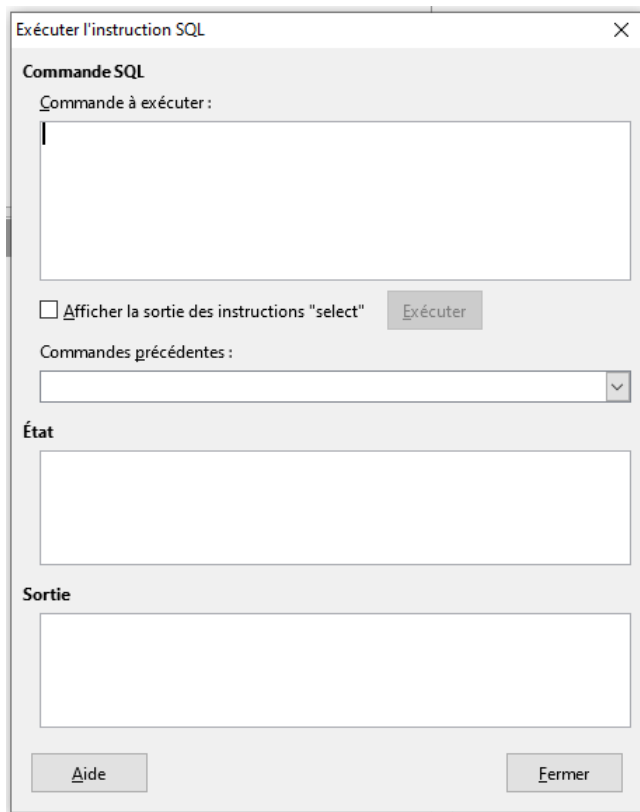 Exécuter l'instruction SQL
Commande SQL
Commande à exécuter :
Afficher la sortie des instructions "select"
Exécuter
Commandes précédentes :
État
Sortie
Aide
Fermer